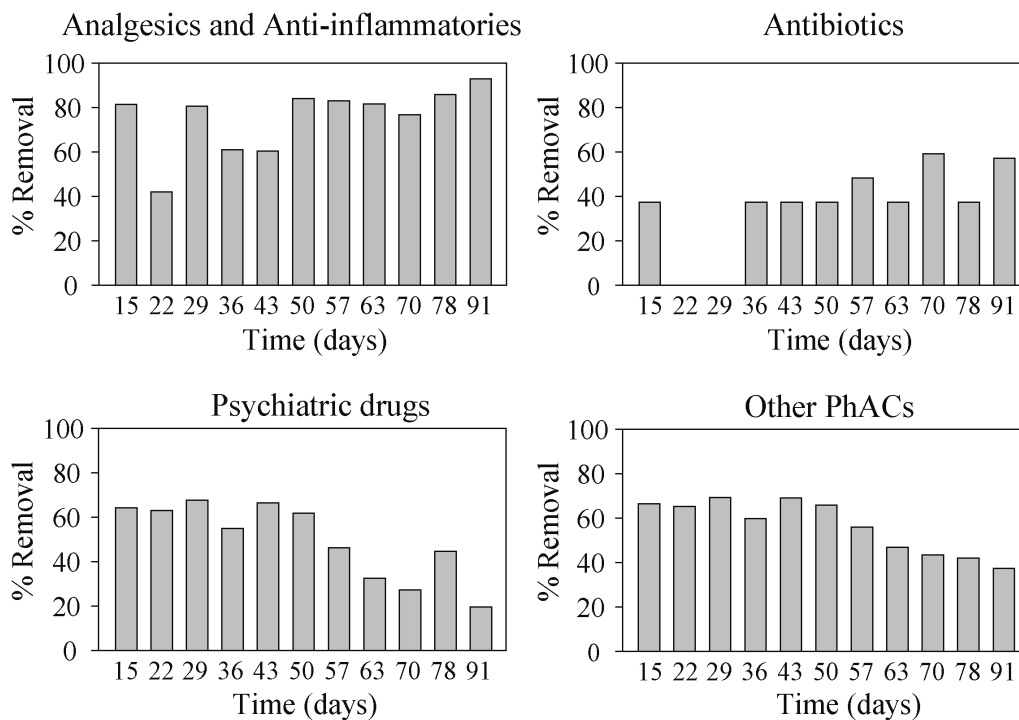 Analgesics and Anti-inflammatories
% Removal
100
80
60
40
20
0
15 22 29 36 43 50 57 63 70 78 91
Time (days)
Antibiotics
% Removal
100
80
60
40
20
0
15 22 29 36 43 50 57 63 70 78 91
Time (days)
Psychiatric drugs
% Removal
100
80
60
40
20
0
15 22 29 36 43 50 57 63 70 78 91
Time (days)
Other PhACs
% Removal
100
80
60
40
20
0
15 22 29 36 43 50 57 63 70 78 91
Time (days)